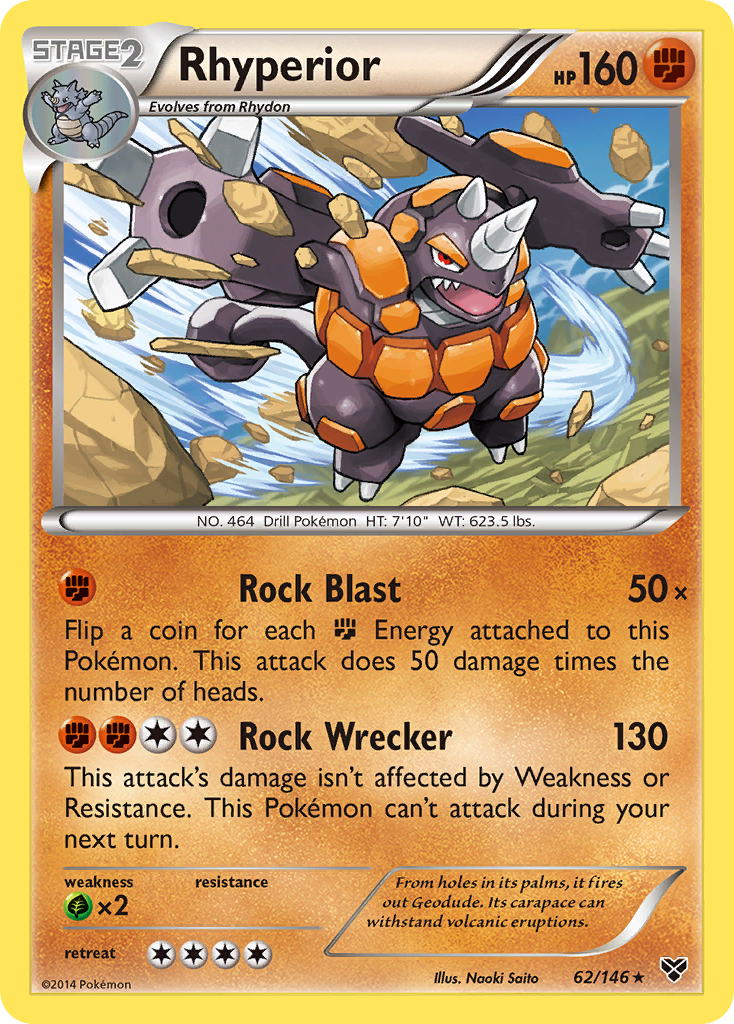 STAGE2
Rhyperior
HP160
Evolves from Rhydon
NO. 464 Drill Pokémon HT: 7'10" WT: 623.5 lbs.
Rock Blast 50×
Flip a coin for each Energy attached to this
Pokémon. This attack does 50 damage times the
number of heads.
Rock Wrecker 130
This attack's damage isn't affected by Weakness or
Resistance. This Pokémon can't attack during your
next turn.
weakness resistance
×2
From holes in its palms, it fires
out Geodude. Its carapace can
withstand volcanic eruptions.
retreat
©2014 Pokémon
Illus. Naoki Saito 62/146★